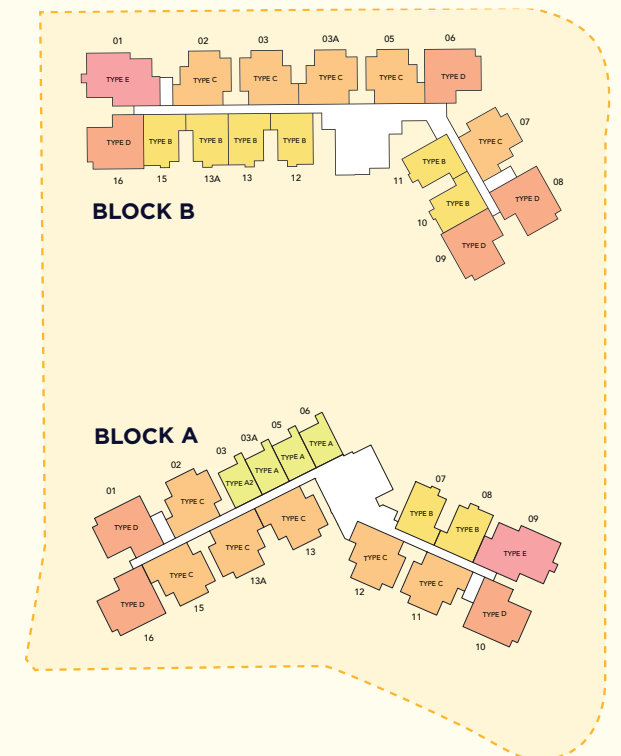 01
02
03
03A
05
06
TYPE E
TYPE C
TYPE C
TYPE C
TYPE C
TYPE D
07
TYPE C
TYPE D
TYPE B
TYPE B
TYPE B
TYPE B
16
15
13A
13
12
TYPE B
11
08
TYPE D
TYPE B
10
TYPE D
09
BLOCK B
BLOCK A
06
05
03A
03
02
01
TYPE A
TYPE A
TYPE A
TYPE A2
TYPE C
TYPE D
07
08
09
TYPE B
TYPE B
TYPE E
TYPE C
TYPE C
TYPE C
TYPE D
13
13A
15
16
TYPE C
TYPE C
TYPE D
12
11
10